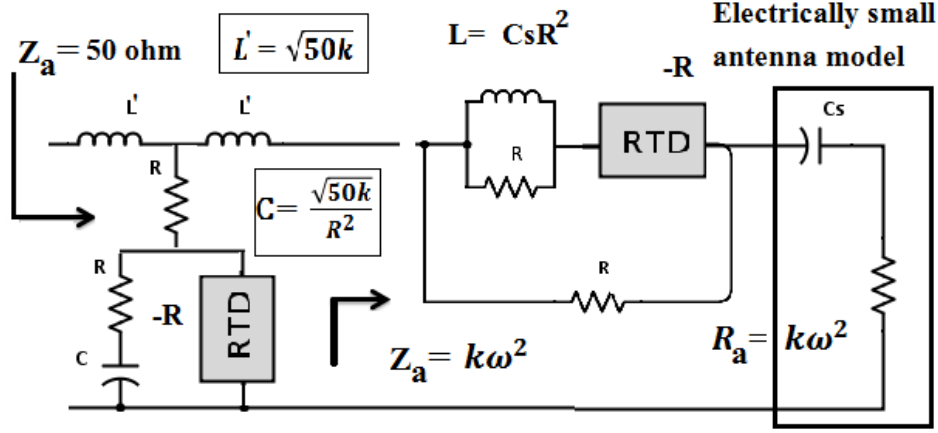 Electrically small
antenna model
Zₐ = 50 ohm
L' = √50k
L= CsR²
-R
Cs
L'
L'
R
RTD
R
R
C= √50k / R²
R
R
-R
RTD
C
Zₐ = kω²
Rₐ = kω²